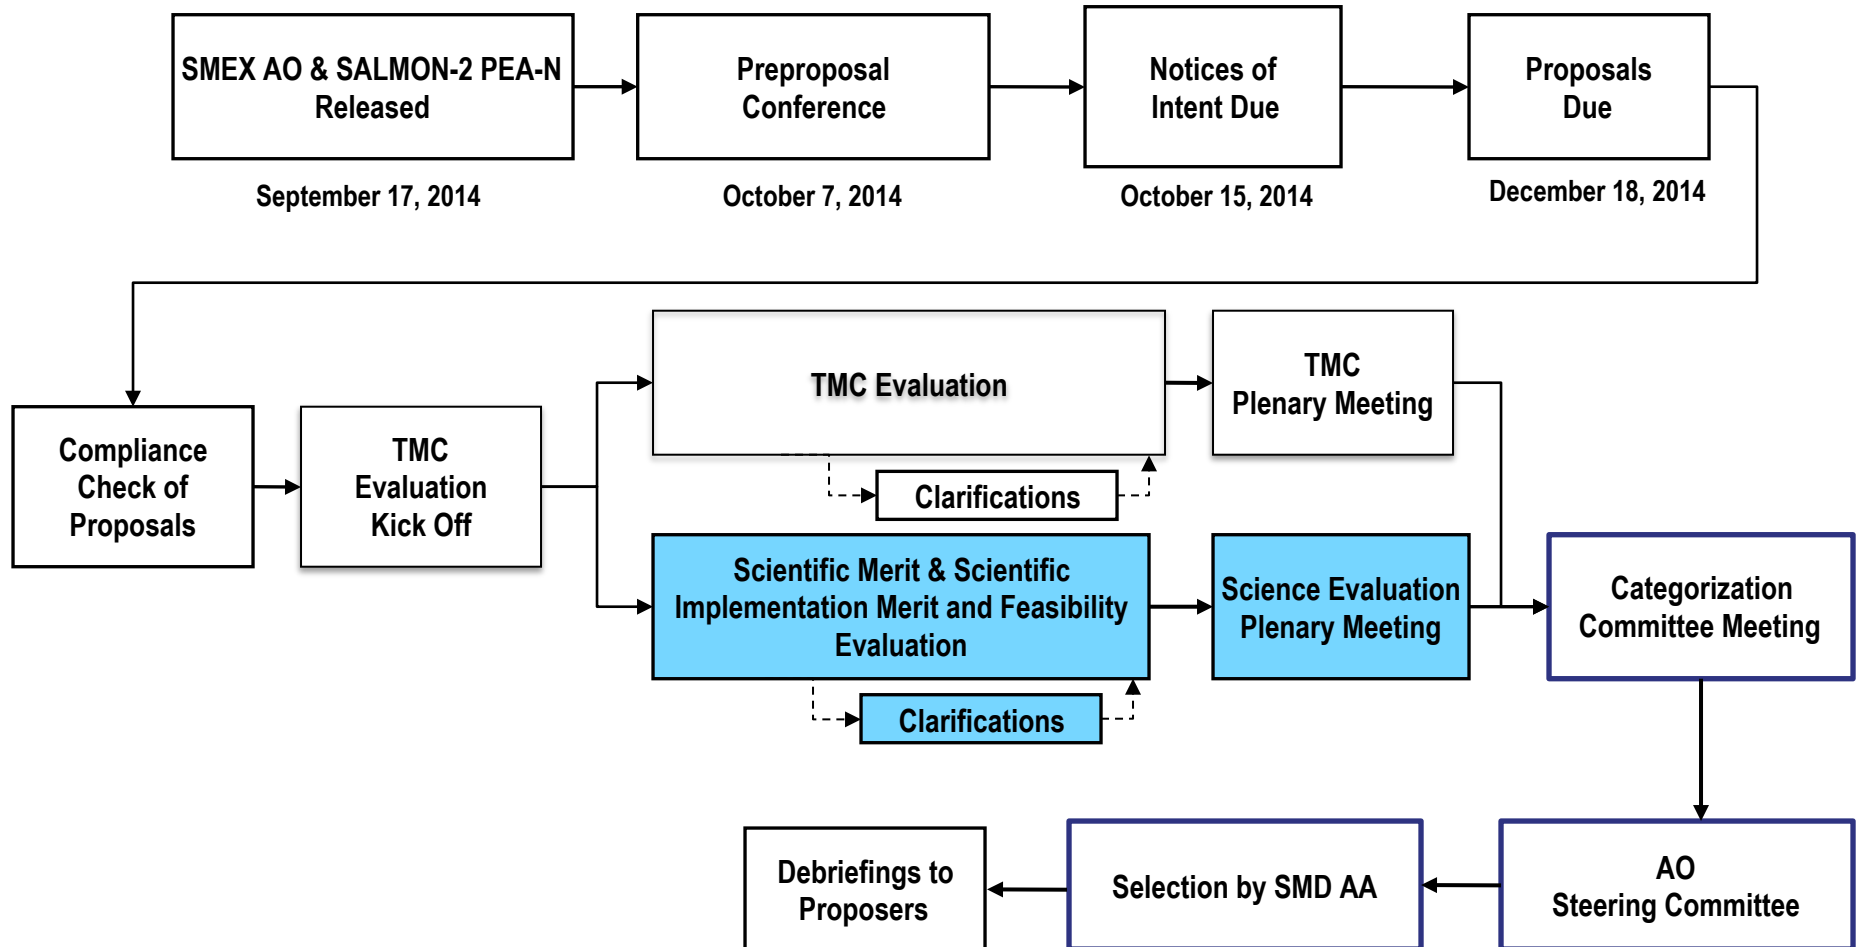 SMEX AO & SALMON-2 PEA-N
Released
Preproposal
Conference
Notices of
Intent Due
Proposals
Due
September 17, 2014
October 7, 2014
October 15, 2014
December 18, 2014
Compliance
Check of
Proposals
TMC
Evaluation
Kick Off
TMC Evaluation
Clarifications
TMC
Plenary Meeting
Scientific Merit & Scientific
Implementation Merit and Feasibility
Evaluation
Clarifications
Science Evaluation
Plenary Meeting
Categorization
Committee Meeting
AO
Steering Committee
Selection by SMD AA
Debriefings to
Proposers